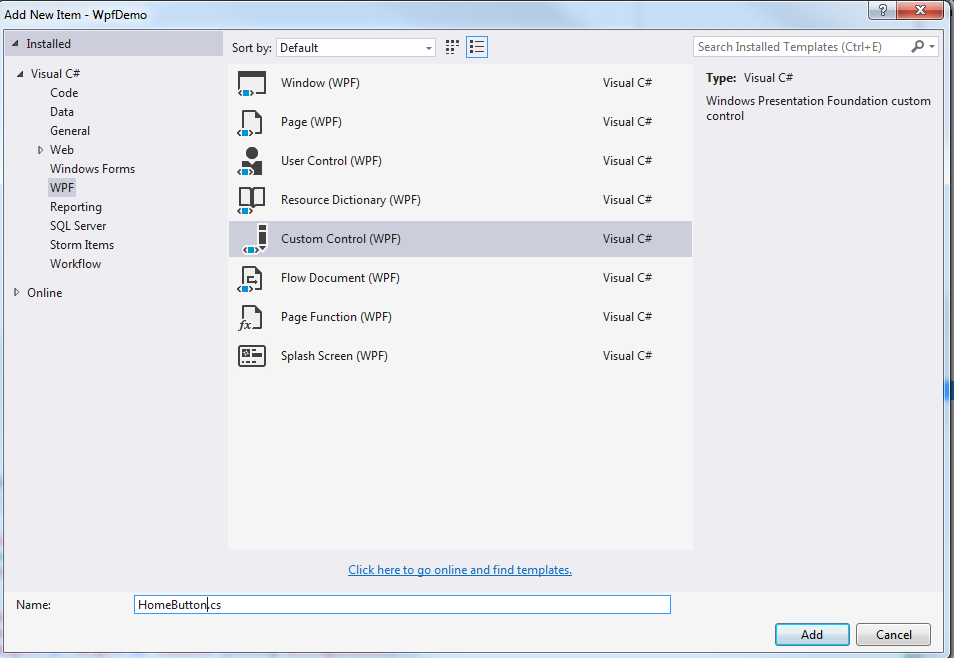 Add New Item - WpfDemo
?
Installed
Sort by: Default
Search Installed Templates (Ctrl+E)
Visual C#
Code
Data
General
Web
Windows Forms
WPF
Reporting
SQL Server
Storm Items
Workflow
Online
Window (WPF) Visual C#
Page (WPF) Visual C#
User Control (WPF) Visual C#
Resource Dictionary (WPF) Visual C#
Custom Control (WPF) Visual C#
Flow Document (WPF) Visual C#
Page Function (WPF) Visual C#
Splash Screen (WPF) Visual C#
Type: Visual C#
Windows Presentation Foundation custom
control
Click here to go online and find templates.
Name: HomeButton.cs
Add Cancel